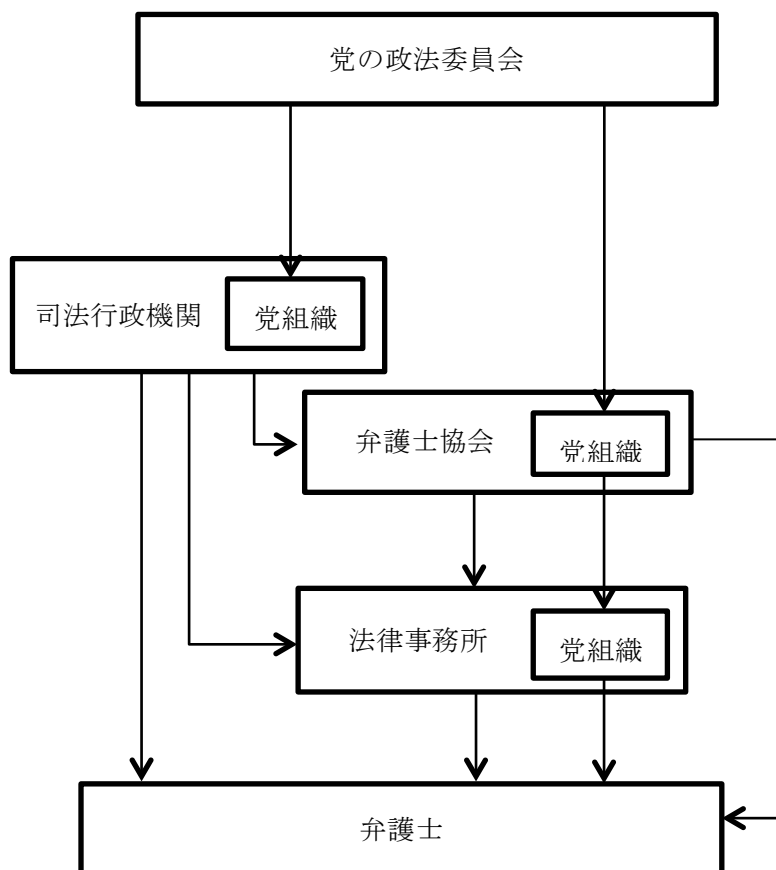 党の政法委員会
司法行政機関
党組織
弁護士協会
党組織
法律事務所
党組織
弁護士